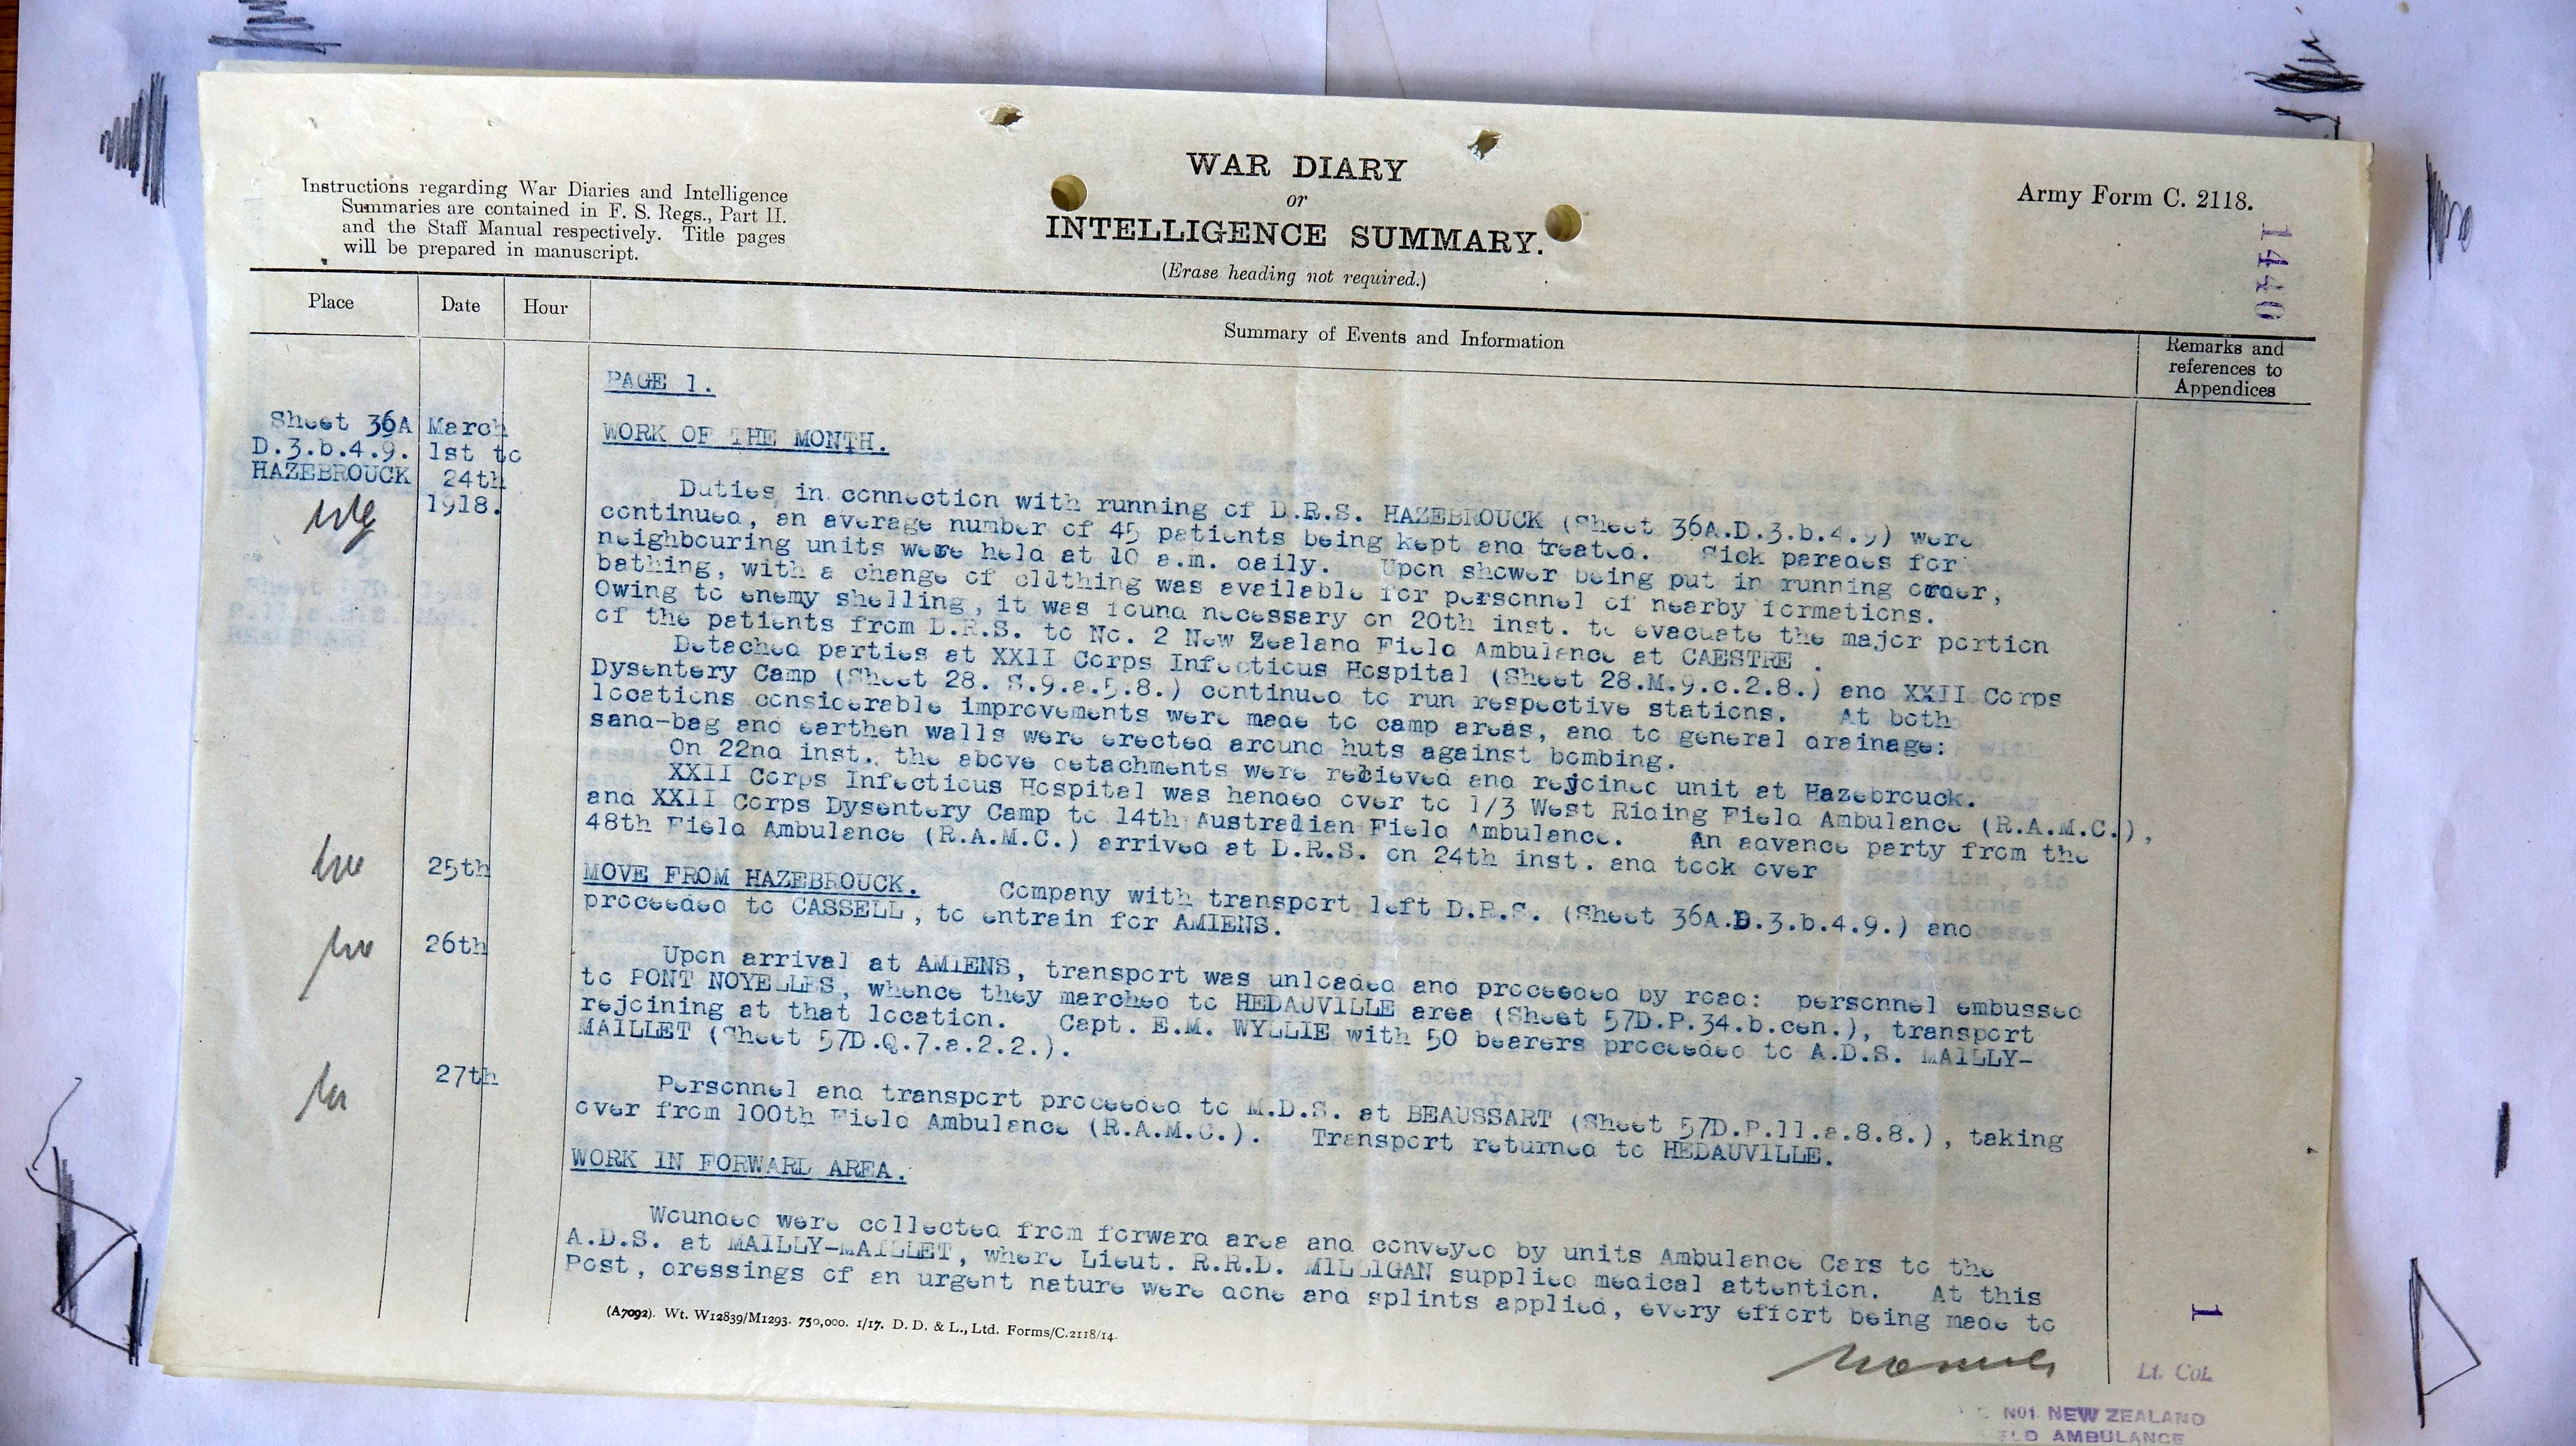 WAR DIARY
or
INTELLIGENCE SUMMARY.
(Erase heading not required.)
Instructions regarding War Diaries and Intelligence
Summaries are contained in F. S. Regs., Part II.
and the Staff Manual respectively. Title pages
will be prepared in manuscript.
Army Form C. 2118.
1440
Place
Date
Hour
Summary of Events and Information
Remarks and
references to
Appendices
PAGE 1.
Sheet 36A
D.3.b.4.9.
HAZEBROUCK
March
1st to
24th
1918.
WORK OF THE MONTH.
Duties in connection with running of D.R.S. HAZEBROUCK (Sheet 36A.D.3.b.4.9) were
continued, an average number of 45 patients being kept and treated. Sick parades for
neighbouring units were held at 10 a.m. daily. Upon shower being put in running order,
bathing, with a change of clothing was available for personnel of nearby formations.
Owing to enemy shelling, it was found necessary on 20th inst. to evacuate the major portion
of the patients from D.R.S. to No. 2 New Zealand Field Ambulance at CAESTRE .
Detached parties at XXII Corps Infectious Hospital (Sheet 28.M.9.c.2.8.) and XXII Corps
Dysentery Camp (Sheet 28. S.9.a.5.8.) continued to run respective stations. At both
locations considerable improvements were made to camp areas, and to general drainage:
sand-bag and earthen walls were erected around huts against bombing.
On 22nd inst. the above detachments were relieved and rejoined unit at Hazebrouck.
XXII Corps Infectious Hospital was handed over to 1/3 West Riding Field Ambulance (R.A.M.C.),
and XXII Corps Dysentery Camp to 14th Australian Field Ambulance. An advance party from the
48th Field Ambulance (R.A.M.C.) arrived at D.R.S. on 24th inst. and took over
25th
MOVE FROM HAZEBROUCK. Company with transport left D.R.S. (Sheet 36A.D.3.b.4.9.) and
proceeded to CASSELL, to entrain for AMIENS.
26th
Upon arrival at AMIENS, transport was unloaded and proceeded by road: personnel embussed
to PONT NOYELLES, whence they marched to HEDAUVILLE area (Sheet 57D.P.34.b.cen.), transport
rejoining at that location. Capt. E.M. WYLLIE with 50 bearers proceeded to A.D.S. MAILLY-
MAILLET (Sheet 57D.Q.7.a.2.2.).
27th
Personnel and transport proceeded to M.D.S. at BEAUSSART (Sheet 57D.P.11.a.8.8.), taking
over from 100th Field Ambulance (R.A.M.C.). Transport returned to HEDAUVILLE.
WORK IN FORWARD AREA.
Wounded were collected from forward area and conveyed by units Ambulance Cars to the
A.D.S. at MAILLY-MAILLET, where Lieut. R.R.D. MILLIGAN supplied medical attention. At this
Post, dressings of an urgent nature were done and splints applied, every effort being made to
(A7092). Wt. W12839/M1293. 750,000. 1/17. D. D. & L., Ltd. Forms/C.2118/14.
1
Lt. Col.
No1 NEW ZEALAND
AMBULANCE